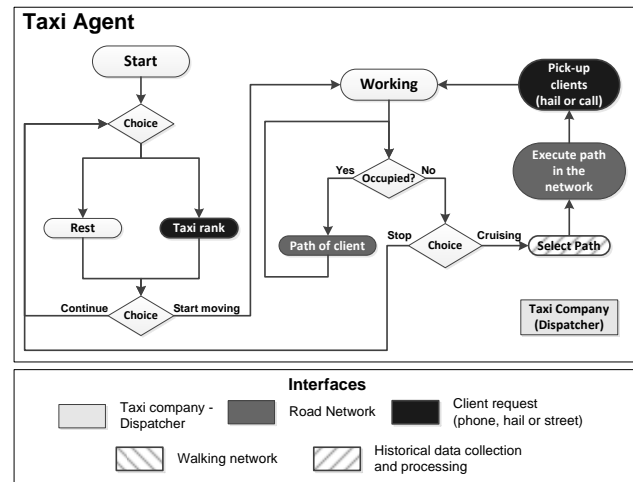 Taxi Agent
Start
Working
Pick-up
clients
(hail or call)
Choice
Execute path
in the
network
Yes
Occupied?
No
Rest
Taxi rank
Path of client
Stop
Choice
Cruising
Select Path
Continue
Choice
Start moving
Taxi Company
(Dispatcher)
Interfaces
Taxi company -
Dispatcher
Road Network
Client request
(phone, hail or street)
Walking network
Historical data collection
and processing